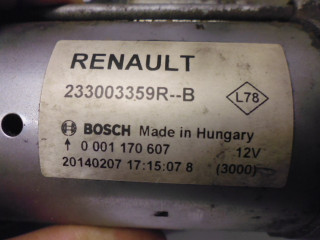 RENAULT
233003359R--B
L78
BOSCH Made in Hungary
↑ 0 001 170 607 12V
20140207 17:15:07 8 (3000)